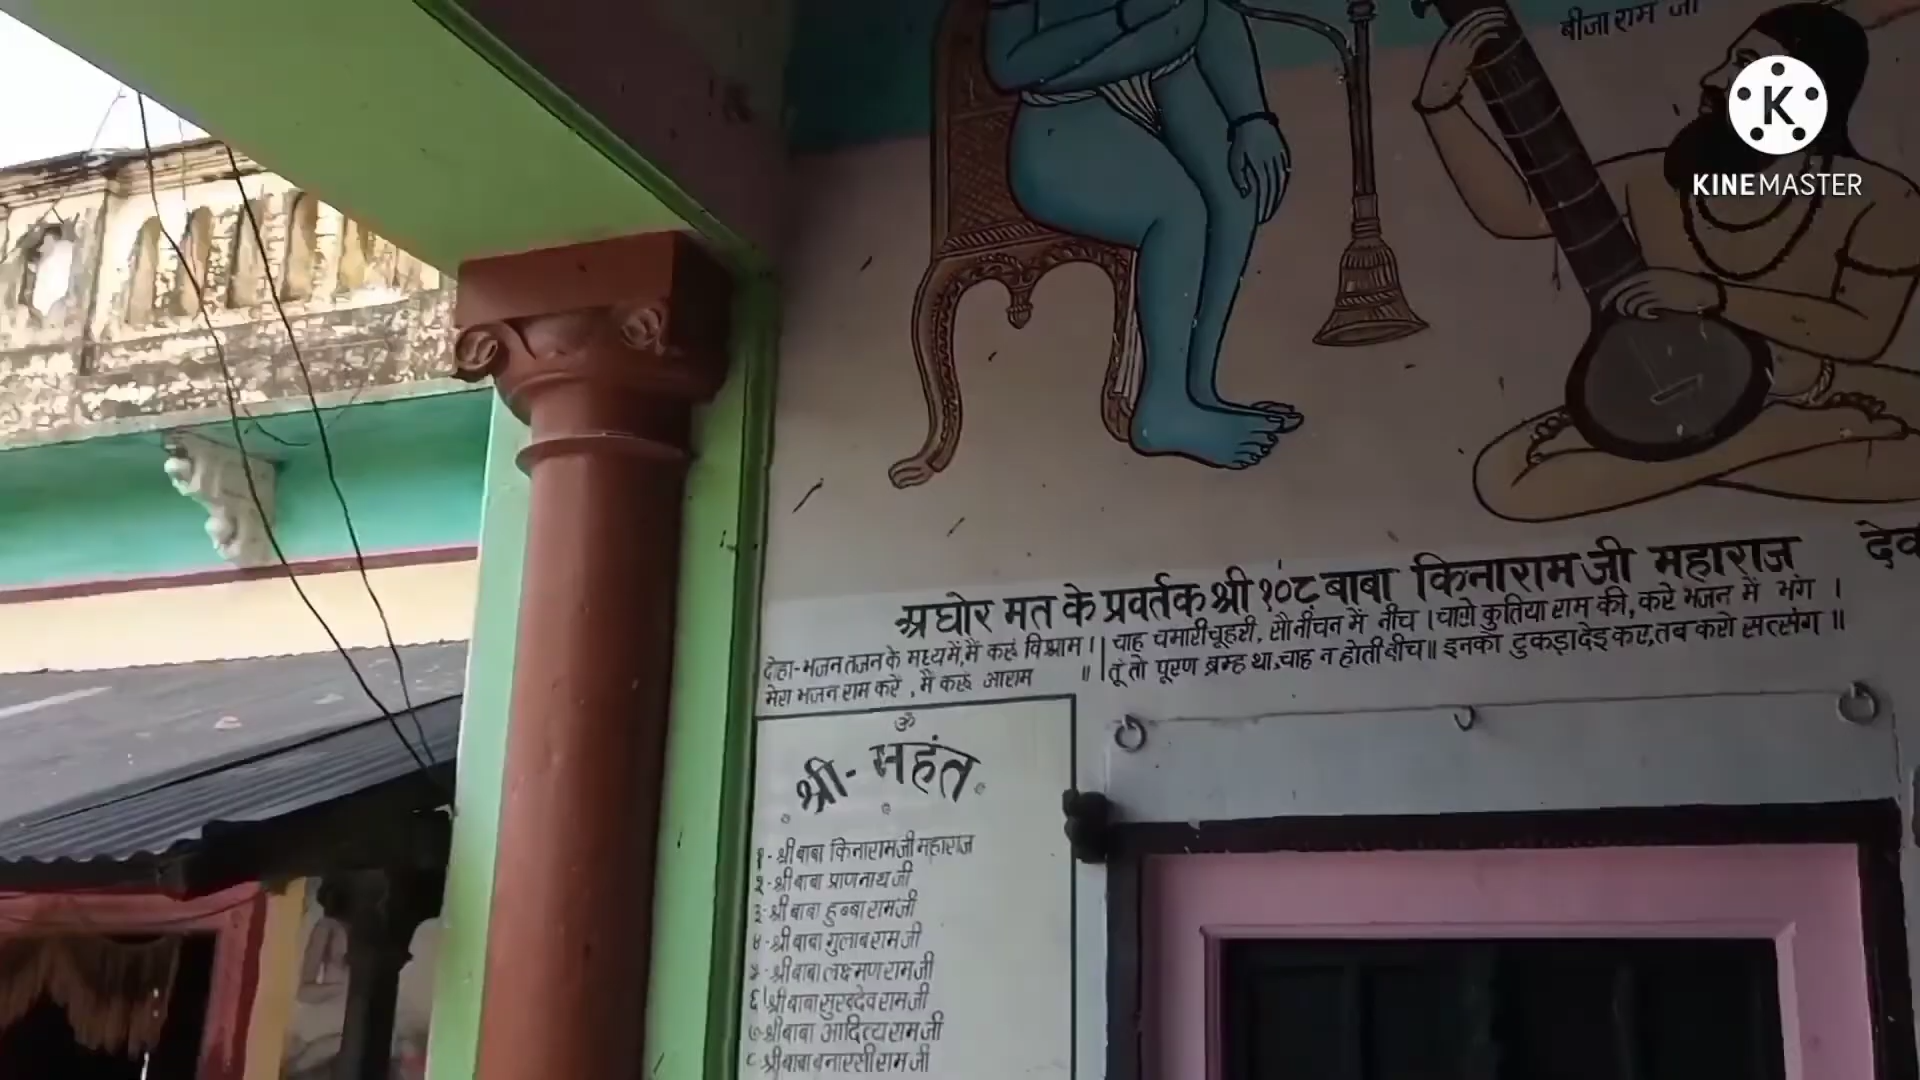 बीजा राम जी
K
KINEMASTER
अघोर मत के प्रवर्तक श्री १०८ बाबा किनाराम जी महाराज
दोहा-भजन तजन के मध्य में, मैं करूं विश्राम ।
मेरा भजन राम करें , मैं करूं आराम ॥
चाह चमारी चूहरी, सौ नींचन में नीच । चारो कुतिया राम की, करे भजन में भंग ।
तूं तो पूरण ब्रम्ह था, चाह न होती बीच ॥ इनका टुकड़ा देइ कर, तब करो सत्संग ॥
ॐ
श्री-महंत
१-श्री बाबा किनाराम जी महाराज
२-श्री बाबा प्राणनाथ जी
३-श्री बाबा हुब्बा राम जी
४-श्री बाबा गुलाब राम जी
५-श्री बाबा लक्ष्मण राम जी
६ श्री बाबा सुखदेव राम जी
७-श्री बाबा आदित्य राम जी
८ श्री बाबा बनारसी राम जी